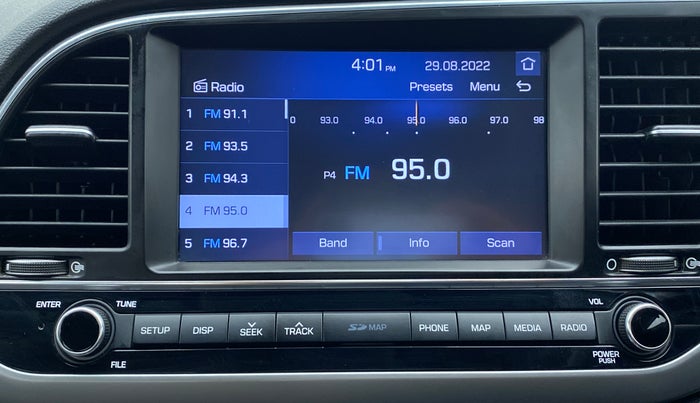 4:01 PM 29.08.2022
Radio Presets Menu
1 FM 91.1
2 FM 93.5
3 FM 94.3
4 FM 95.0
5 FM 96.7
0 93.0 94.0 95.0 96.0 97.0 98
P4 FM 95.0
Band Info Scan
ENTER TUNE VOL
SETUP DISP SEEK TRACK SD MAP PHONE MAP MEDIA RADIO
FILE POWER
PUSH